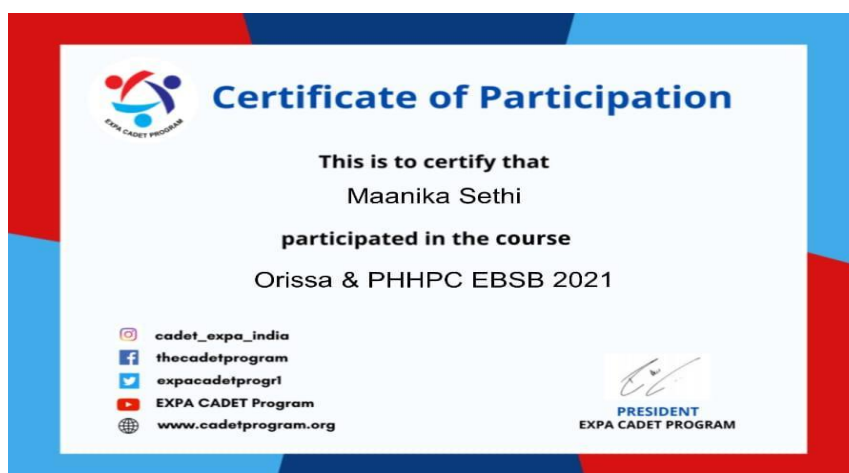 Certificate of Participation
EXPA CADET PROGRAM
This is to certify that
Maanika Sethi
participated in the course
Orissa & PHHPC EBSB 2021
cadet_expa_india
thecadetprogram
expacadetprogr1
EXPA CADET Program
www.cadetprogram.org
PRESIDENT
EXPA CADET PROGRAM